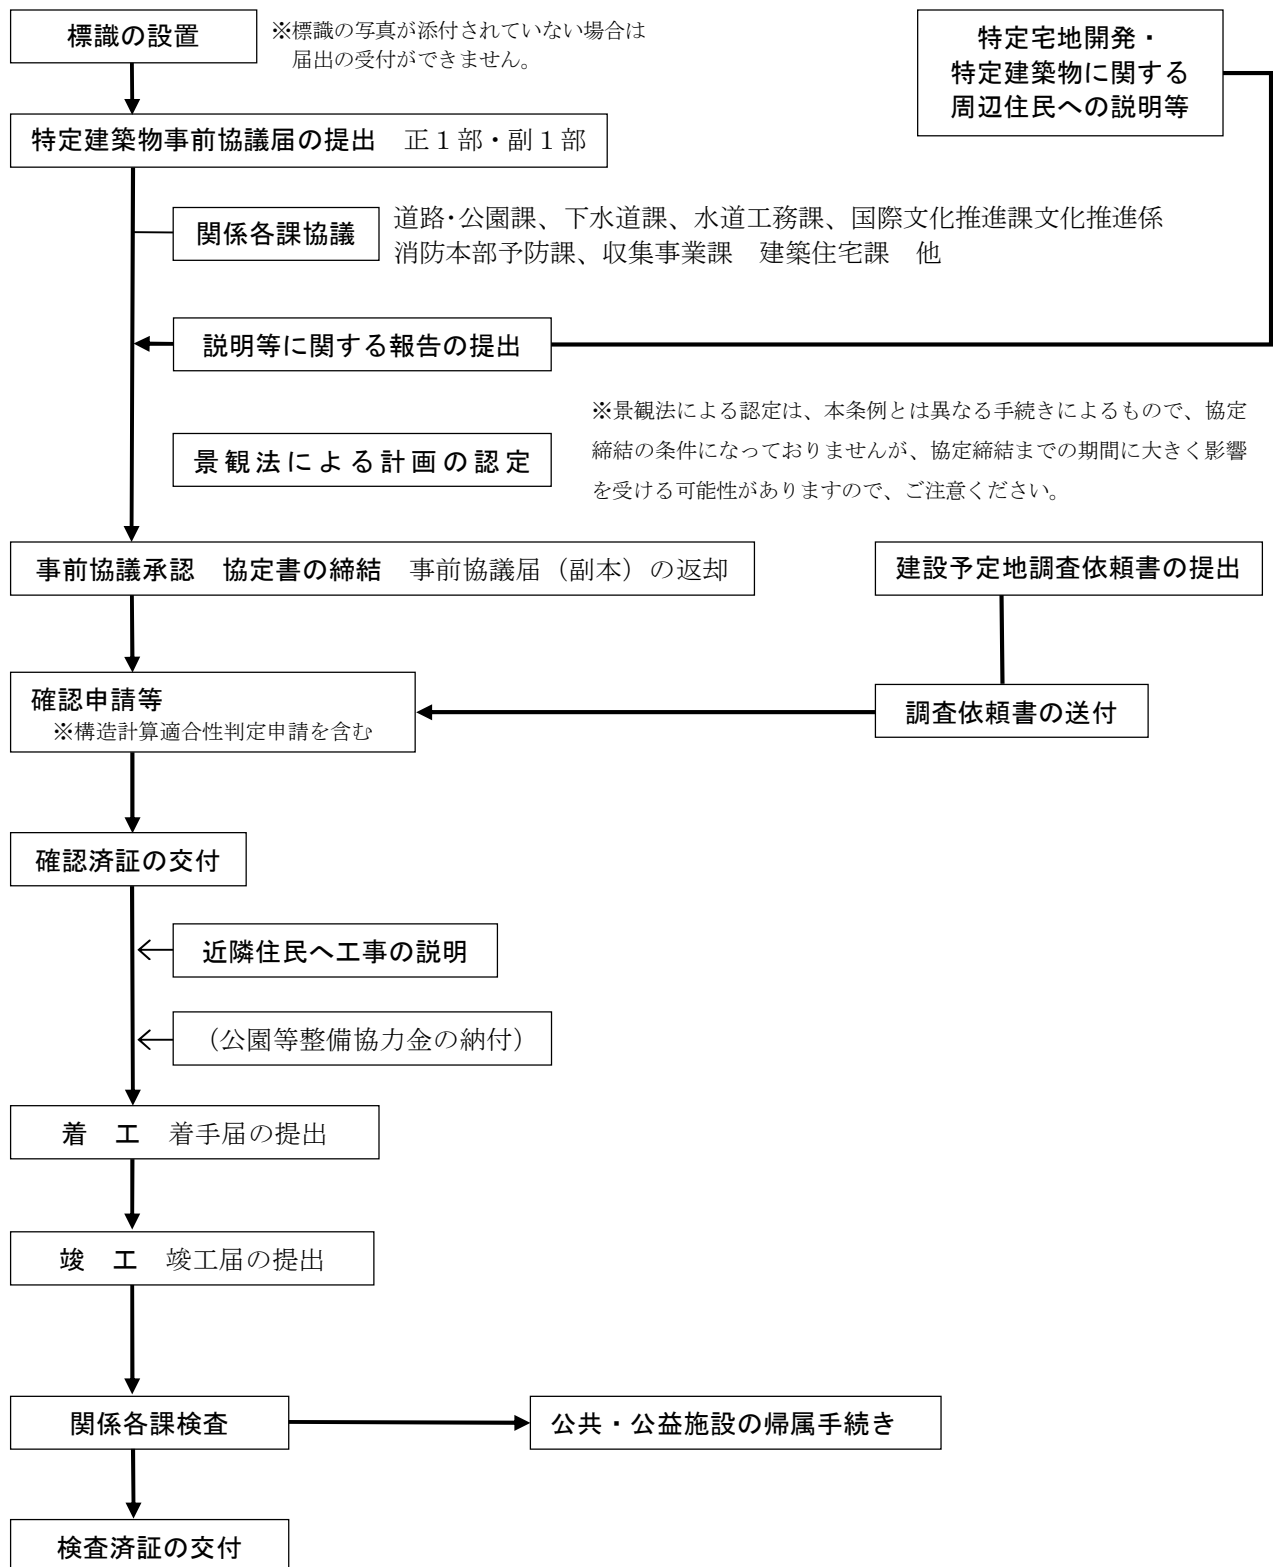 標識の設置
※標識の写真が添付されていない場合は
届出の受付ができません。
特定宅地開発・
特定建築物に関する
周辺住民への説明等
特定建築物事前協議届の提出　正１部・副１部
関係各課協議
道路・公園課、下水道課、水道工務課、国際文化推進課文化推進係
消防本部予防課、収集事業課　建築住宅課　他
説明等に関する報告の提出
※景観法による認定は、本条例とは異なる手続きによるもので、協定
締結の条件になっておりませんが、協定締結までの期間に大きく影響
を受ける可能性がありますので、ご注意ください。
景観法による計画の認定
事前協議承認　協定書の締結　事前協議届（副本）の返却
建設予定地調査依頼書の提出
確認申請等
※構造計算適合性判定申請を含む
調査依頼書の送付
確認済証の交付
近隣住民へ工事の説明
（公園等整備協力金の納付）
着　工　着手届の提出
竣　工　竣工届の提出
関係各課検査
公共・公益施設の帰属手続き
検査済証の交付